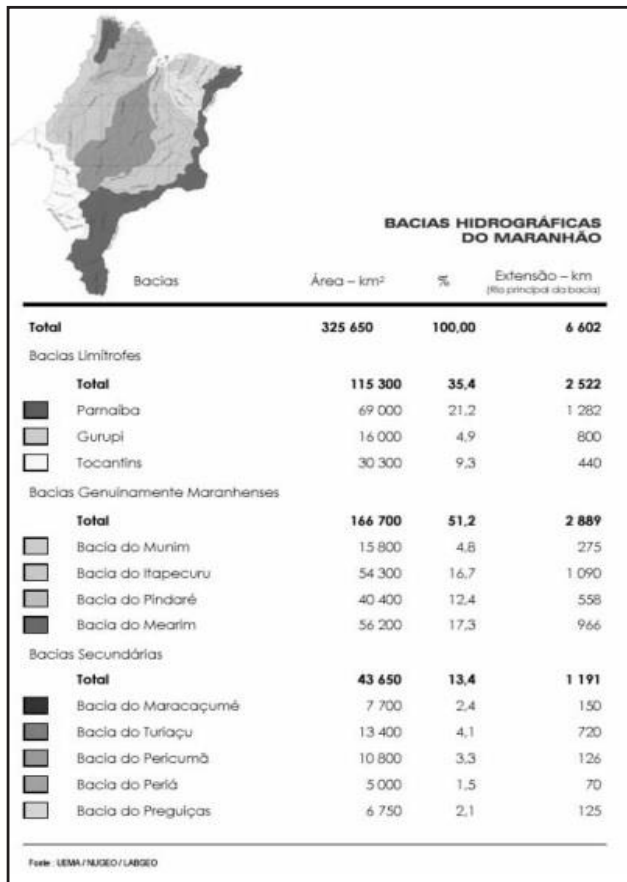 BACIAS HIDROGRÁFICAS
DO MARANHÃO
Bacias Área – km² % Extensão – km
(Rio principal da bacia)
Total 325 650 100,00 6 602
Bacias Limítrofes
Total 115 300 35,4 2 522
Parnaíba 69 000 21,2 1 282
Gurupi 16 000 4,9 800
Tocantins 30 300 9,3 440
Bacias Genuinamente Maranhenses
Total 166 700 51,2 2 889
Bacia do Munim 15 800 4,8 275
Bacia do Itapecuru 54 300 16,7 1 090
Bacia do Pindaré 40 400 12,4 558
Bacia do Mearim 56 200 17,3 966
Bacias Secundárias
Total 43 650 13,4 1 191
Bacia do Maracaçumé 7 700 2,4 150
Bacia do Turiaçu 13 400 4,1 720
Bacia do Pericumã 10 800 3,3 126
Bacia do Periá 5 000 1,5 70
Bacia do Preguiças 6 750 2,1 125
Fonte : UEMA / NUGEO / LABGEO